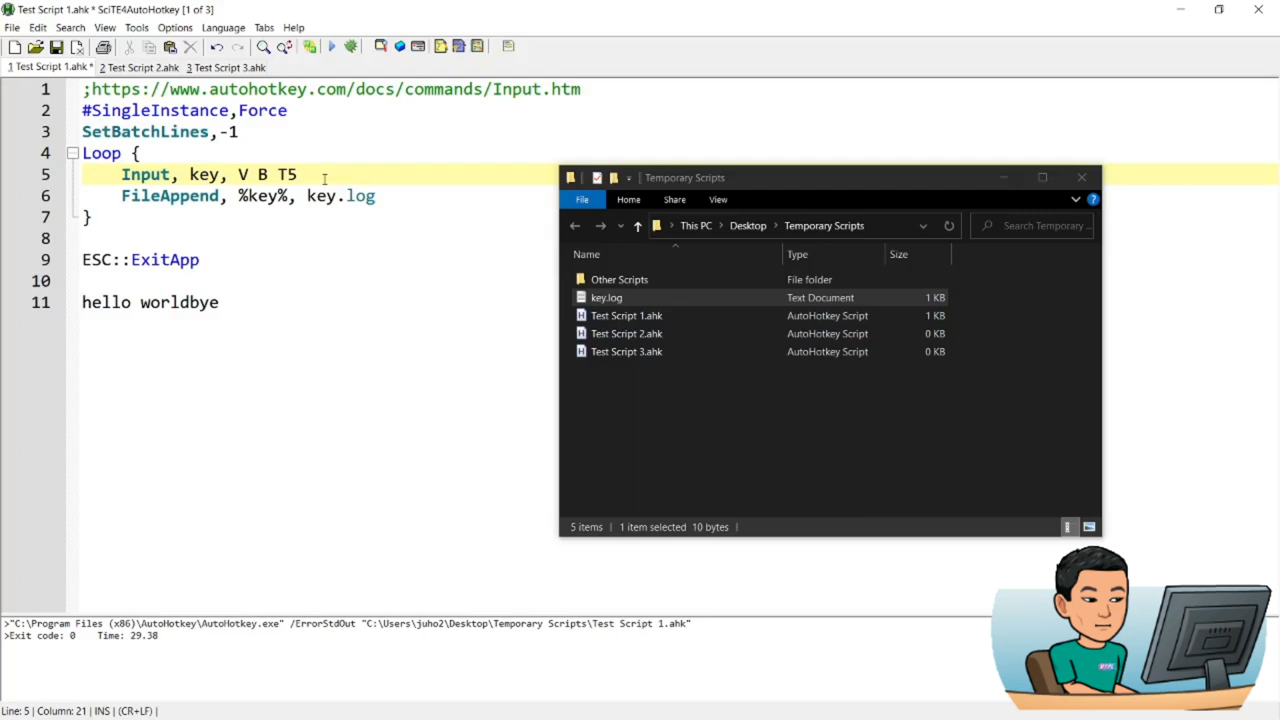 Test Script 1.ahk * SciTE4AutoHotkey [1 of 3]
File Edit Search View Tools Options Language Tabs Help
1 Test Script 1.ahk * 2 Test Script 2.ahk 3 Test Script 3.ahk
1 ;https://www.autohotkey.com/docs/commands/Input.htm
2 #SingleInstance,Force
3 SetBatchLines,-1
4 Loop {
5 Input, key, V B T5
6 FileAppend, %key%, key.log
7 }
8
9 ESC::ExitApp
10
11 hello worldbye
Temporary Scripts
File Home Share View
This PC Desktop Temporary Scripts Search Temporary ...
Name Type Size
Other Scripts File folder
key.log Text Document 1 KB
Test Script 1.ahk AutoHotkey Script 1 KB
Test Script 2.ahk AutoHotkey Script 0 KB
Test Script 3.ahk AutoHotkey Script 0 KB
5 items 1 item selected 10 bytes
>"C:\Program Files (x86)\AutoHotkey\AutoHotkey.exe" /ErrorStdOut "C:\Users\juho2\Desktop\Temporary Scripts\Test Script 1.ahk"
>Exit code: 0 Time: 29.38
Line: 5 | Column: 21 | INS | (CR+LF) |